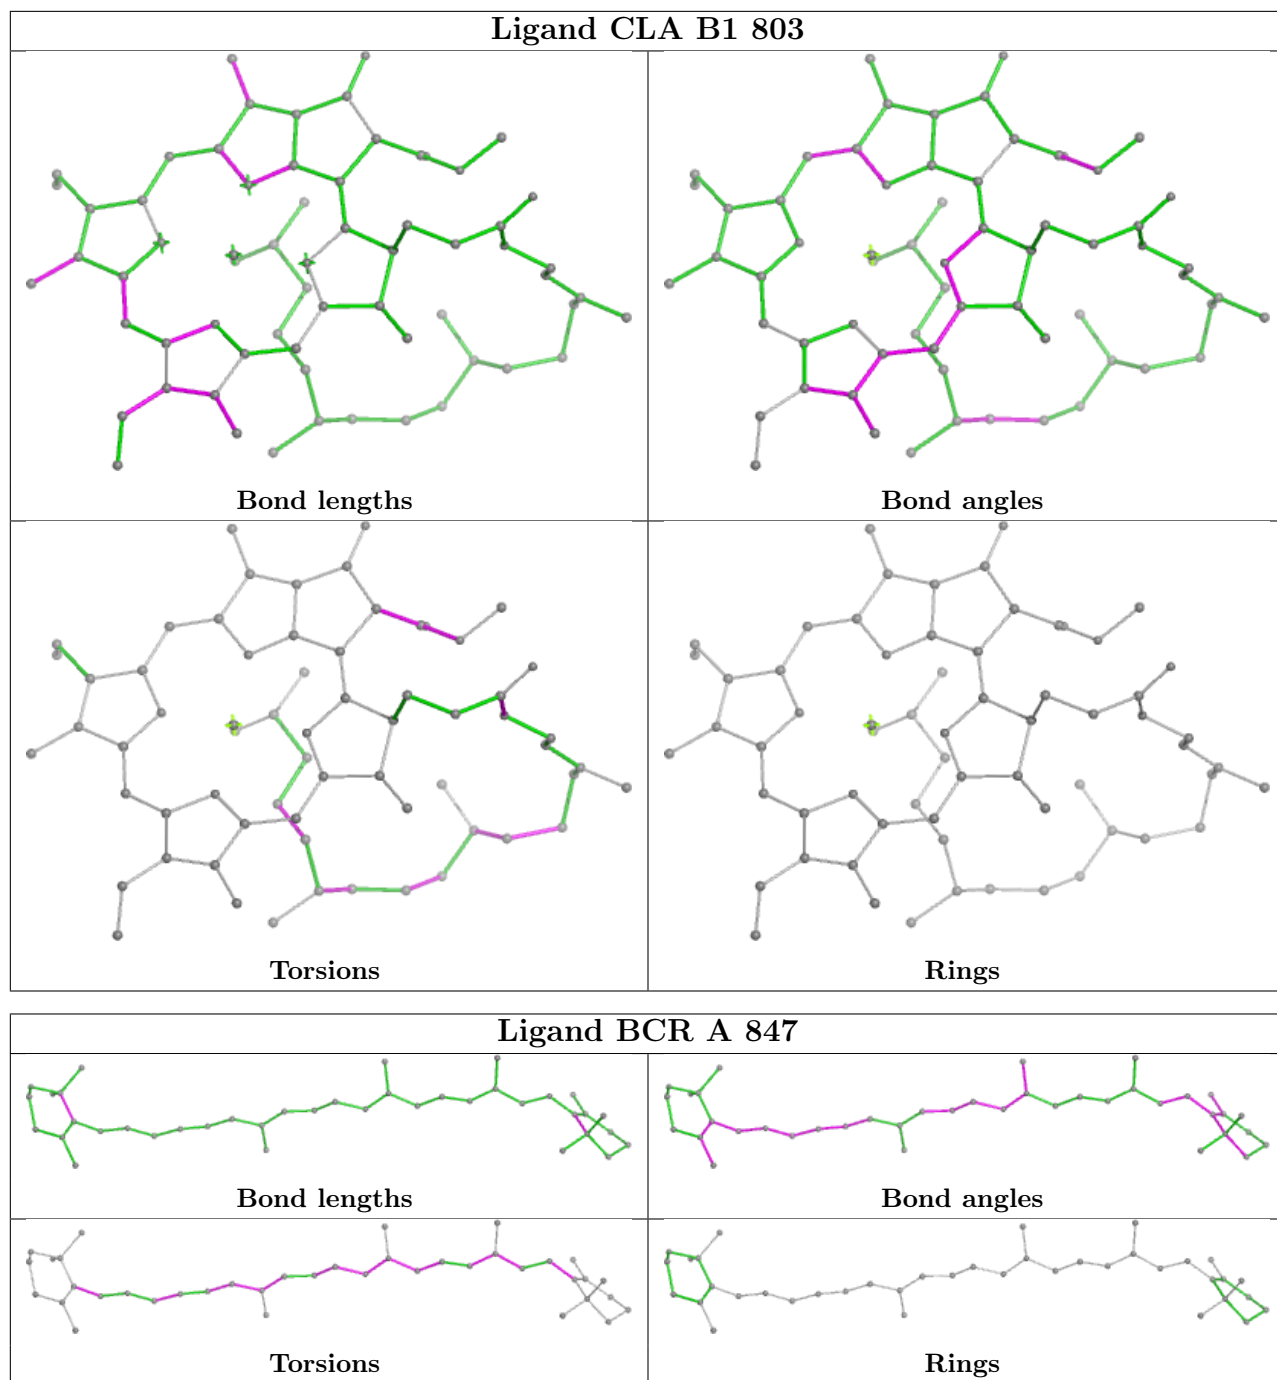 Ligand CLA B1 803
Bond lengths
Bond angles
Torsions
Rings
Ligand BCR A 847
Bond lengths
Bond angles
Torsions
Rings